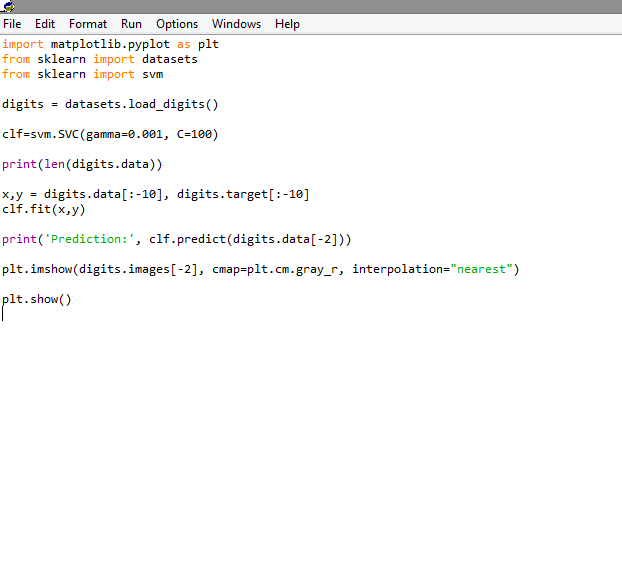 File Edit Format Run Options Windows Help
import matplotlib.pyplot as plt
from sklearn import datasets
from sklearn import svm
digits = datasets.load_digits()
clf=svm.SVC(gamma=0.001, C=100)
print(len(digits.data))
x,y = digits.data[:-10], digits.target[:-10]
clf.fit(x,y)
print('Prediction:', clf.predict(digits.data[-2]))
plt.imshow(digits.images[-2], cmap=plt.cm.gray_r, interpolation="nearest")
plt.show()